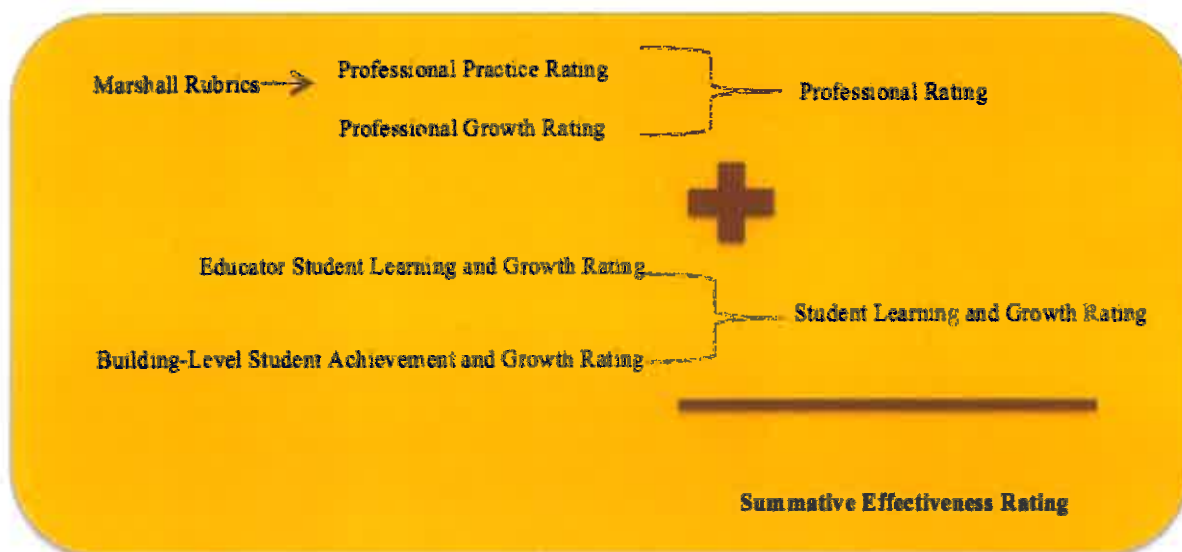 Professional Practice Rating
Marshall Rubrics
Professional Rating
Professional Growth Rating
Educator Student Learning and Growth Rating
Student Learning and Growth Rating
Building-Level Student Achievement and Growth Rating
Summative Effectiveness Rating